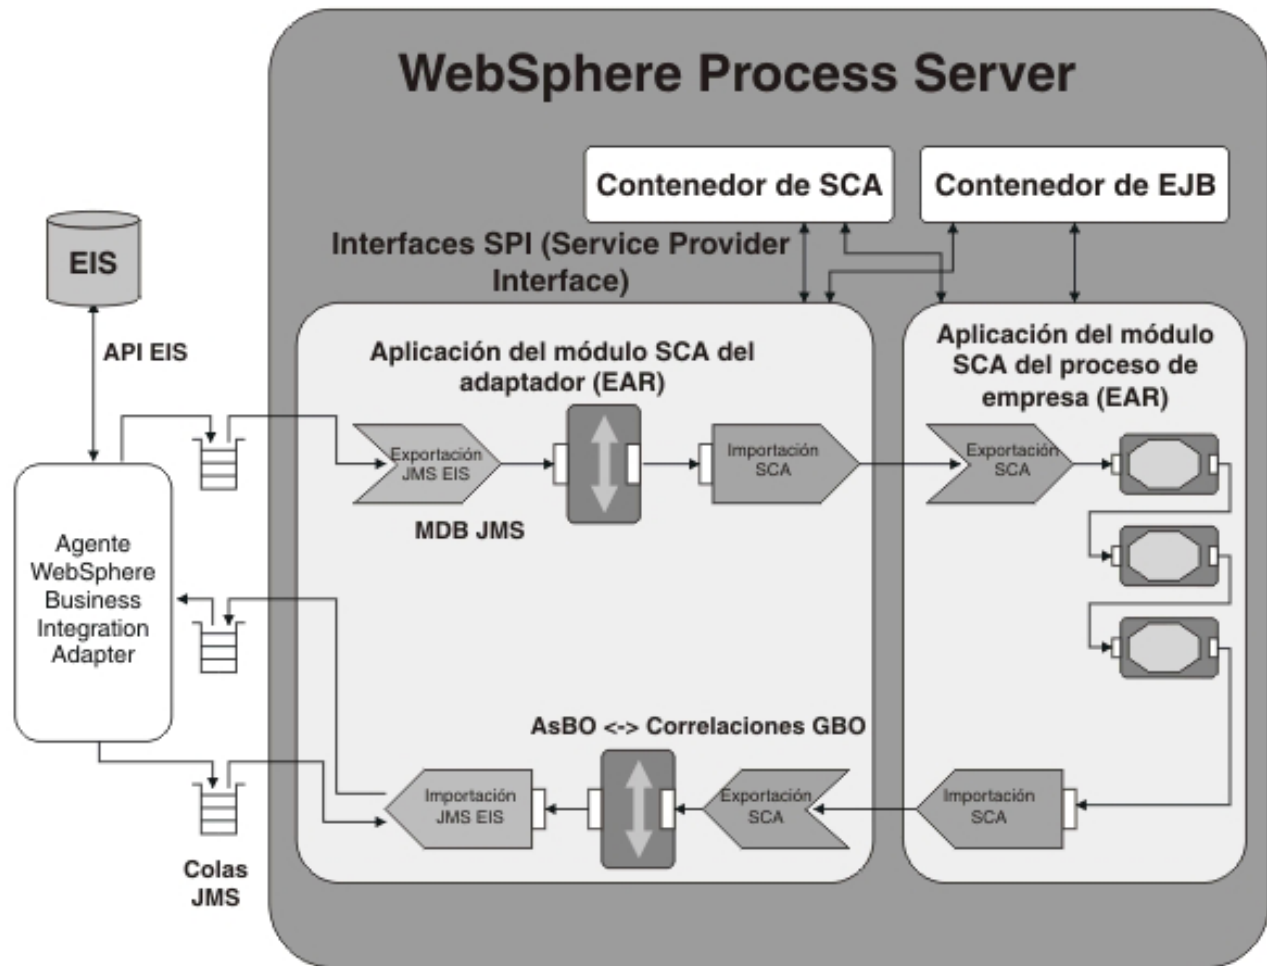 WebSphere Process Server
Contenedor de SCA
Contenedor de EJB
Interfaces SPI (Service Provider
Interface)
EIS
API EIS
Aplicación del módulo SCA del
adaptador (EAR)
Aplicación del módulo
SCA del proceso de
empresa (EAR)
Exportación
JMS EIS
Importación
SCA
Exportación
SCA
MDB JMS
Agente
WebSphere
Business
Integration
Adapter
AsBO <-> Correlaciones GBO
Importación
JMS EIS
Exportación
SCA
Importación
SCA
Colas
JMS